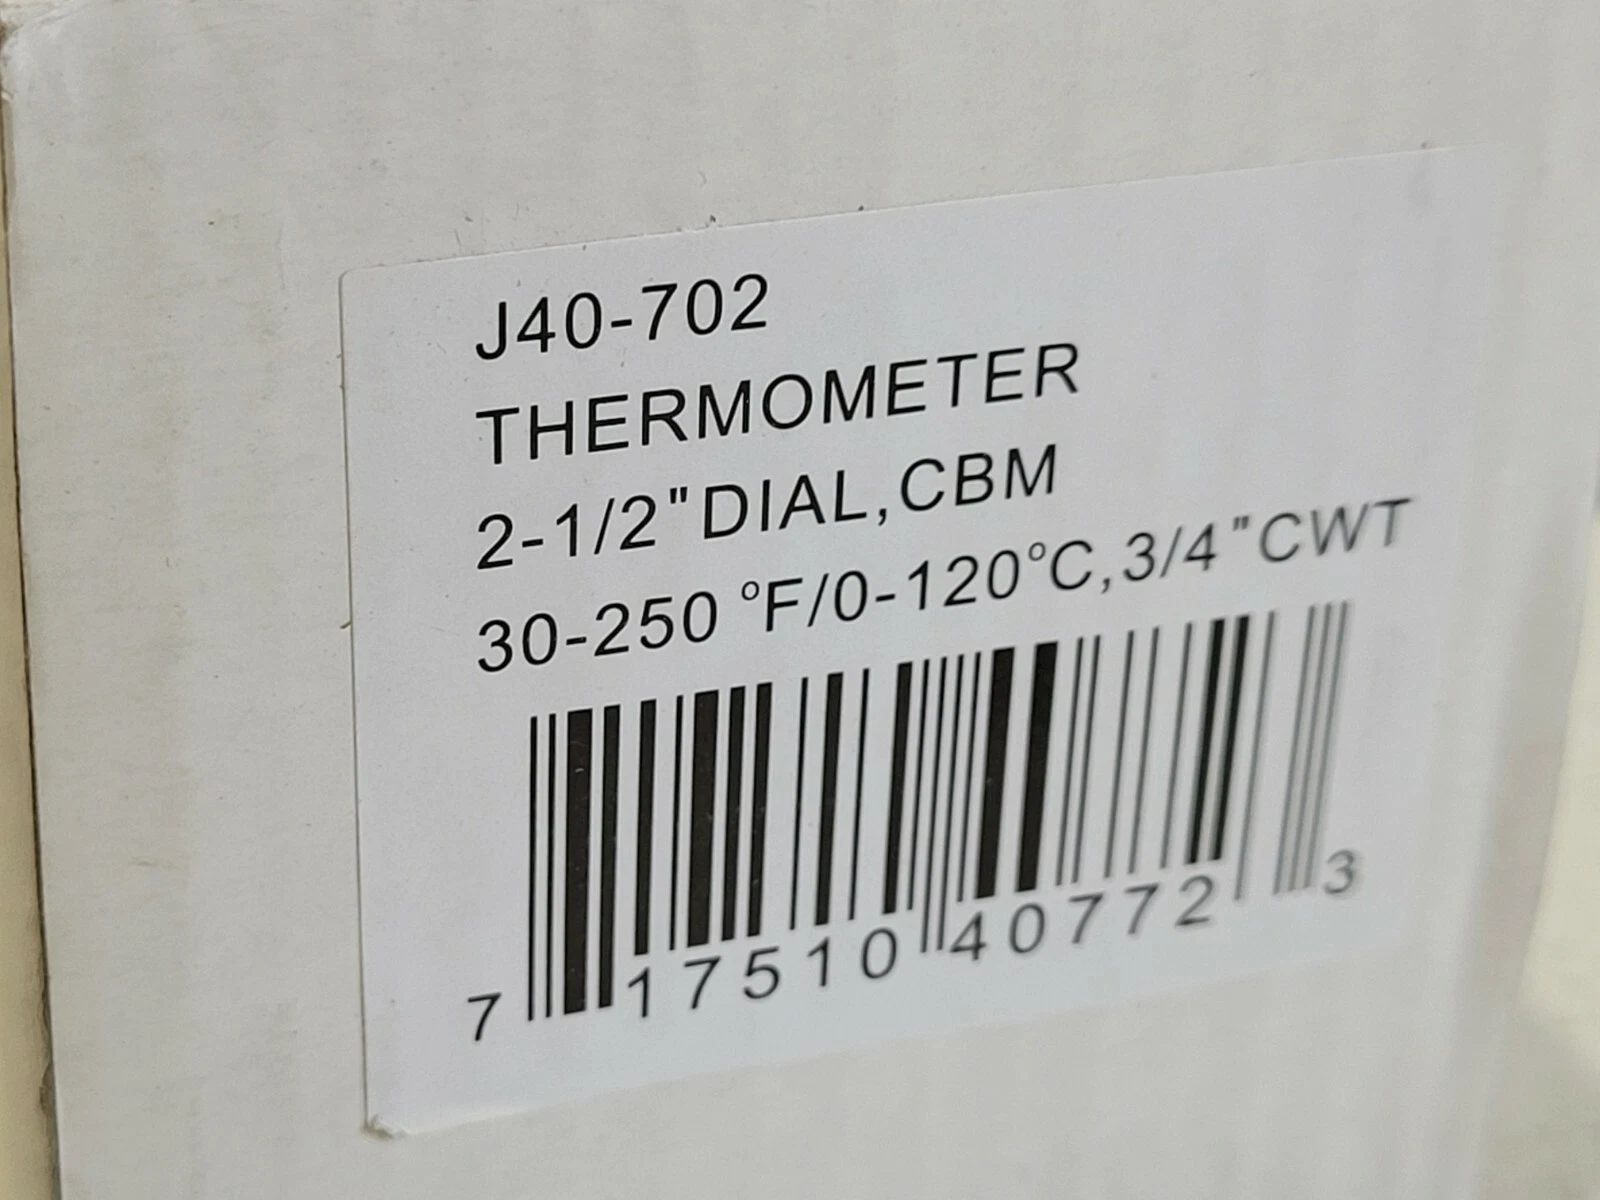 J40-702
THERMOMETER
2-1/2"DIAL,CBM
30-250 °F/0-120°C,3/4"CWT
7 17510 40772 3